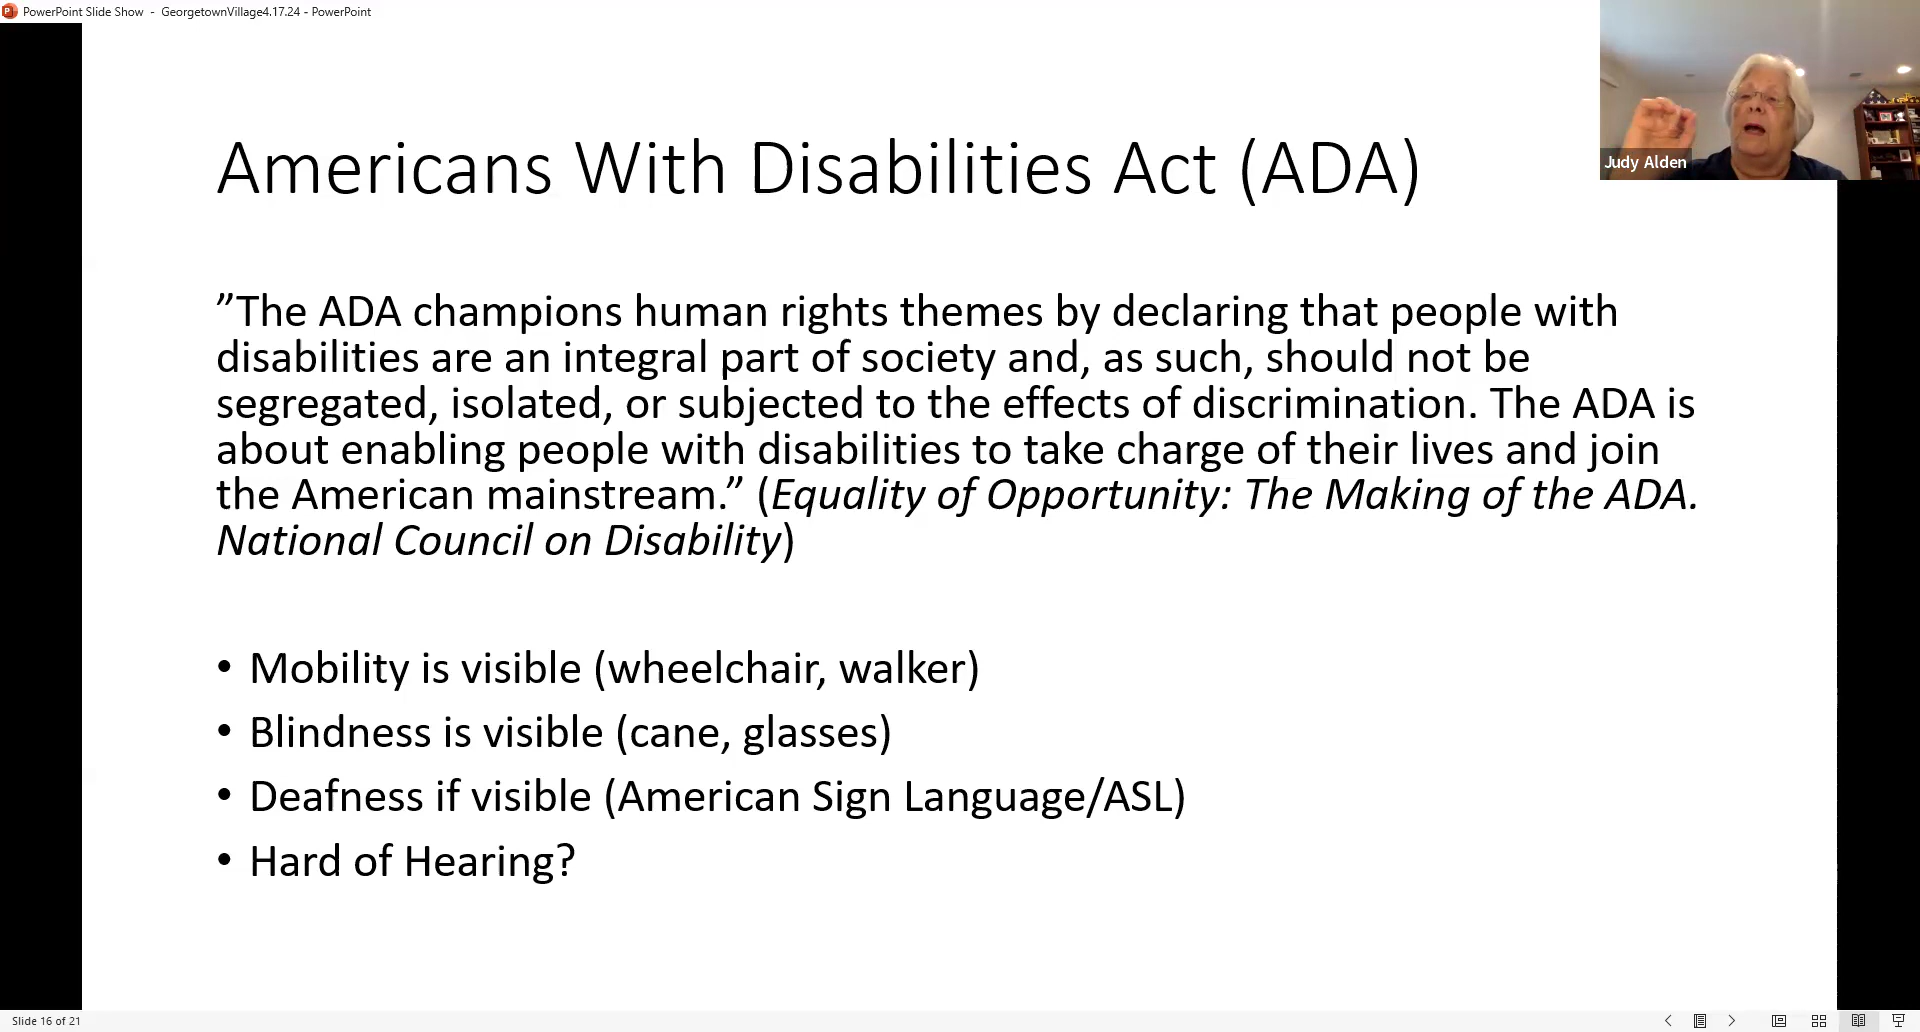 PowerPoint Slide Show - GeorgetownVillage4.17.24 - PowerPoint
Judy Alden
Americans With Disabilities Act (ADA)
”The ADA champions human rights themes by declaring that people with
disabilities are an integral part of society and, as such, should not be
segregated, isolated, or subjected to the effects of discrimination. The ADA is
about enabling people with disabilities to take charge of their lives and join
the American mainstream.” (Equality of Opportunity: The Making of the ADA.
National Council on Disability)
• Mobility is visible (wheelchair, walker)
• Blindness is visible (cane, glasses)
• Deafness if visible (American Sign Language/ASL)
• Hard of Hearing?
Slide 16 of 21